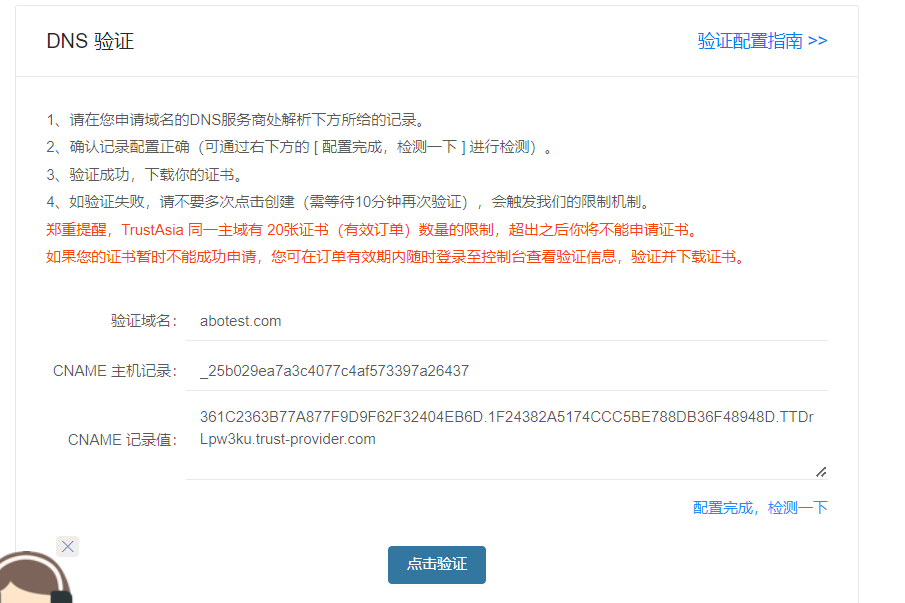 DNS 验证
验证配置指南 >>
1、请在您申请域名的DNS服务商处解析下方所给的记录。
2、确认记录配置正确（可通过右下方的 [ 配置完成，检测一下 ] 进行检测）。
3、验证成功，下载你的证书。
4、如验证失败，请不要多次点击创建（需等待10分钟再次验证），会触发我们的限制机制。
郑重提醒，TrustAsia 同一主域有 20张证书（有效订单）数量的限制，超出之后你将不能申请证书。
如果您的证书暂时不能成功申请，您可在订单有效期内随时登录至控制台查看验证信息，验证并下载证书。
验证域名： abotest.com
CNAME 主机记录： _25b029ea7a3c4077c4af573397a26437
CNAME 记录值： 361C2363B77A877F9D9F62F32404EB6D.1F24382A5174CCC5BE788DB36F48948D.TTDr
Lpw3ku.trust-provider.com
配置完成，检测一下
点击验证